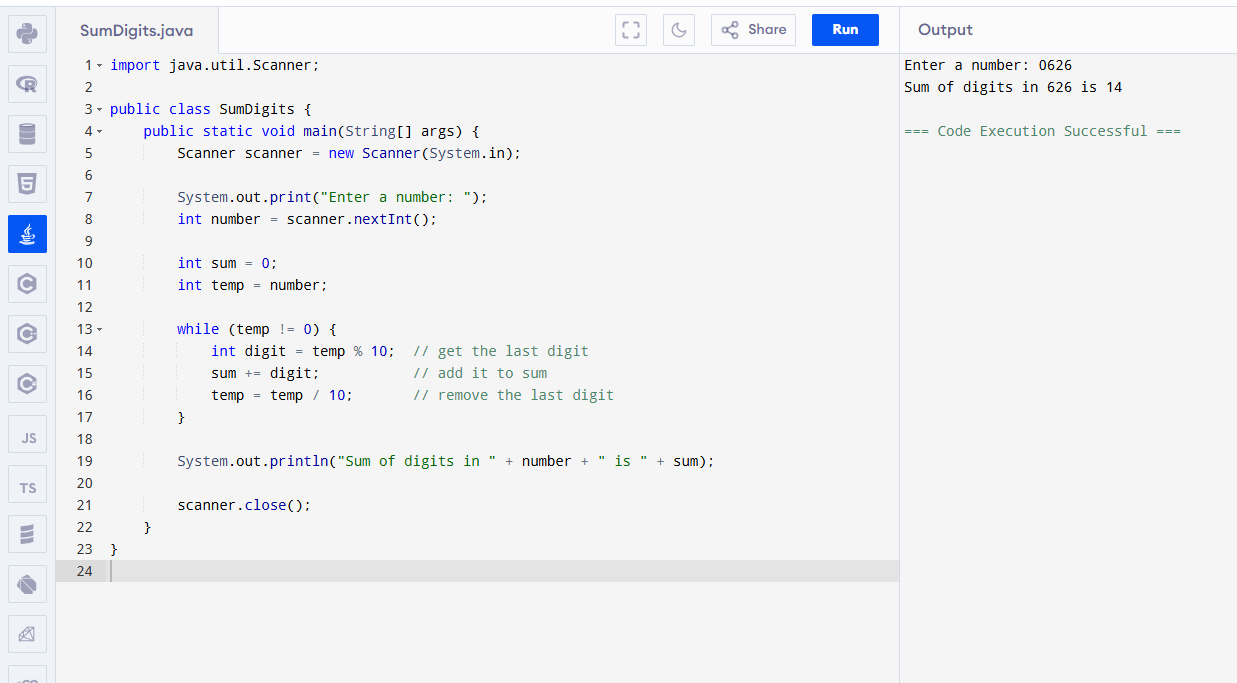 SumDigits.java
Share
Run
Output
1 import java.util.Scanner;
2
3 public class SumDigits {
4     public static void main(String[] args) {
5         Scanner scanner = new Scanner(System.in);
6
7         System.out.print("Enter a number: ");
8         int number = scanner.nextInt();
9
10         int sum = 0;
11         int temp = number;
12
13         while (temp != 0) {
14             int digit = temp % 10;  // get the last digit
15             sum += digit;           // add it to sum
16             temp = temp / 10;       // remove the last digit
17         }
18
19         System.out.println("Sum of digits in " + number + " is " + sum);
20
21         scanner.close();
22     }
23 }
24
Enter a number: 0626
Sum of digits in 626 is 14
=== Code Execution Successful ===
R
5
C
C
C
JS
TS